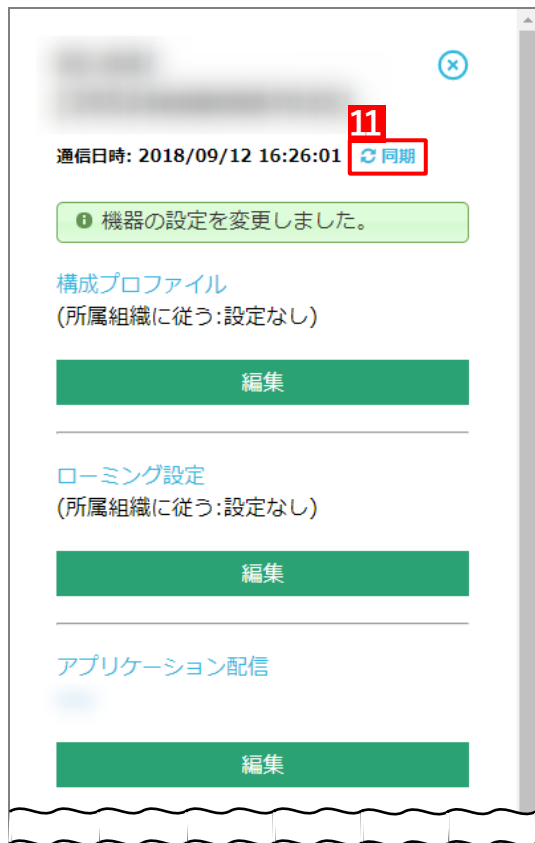 11
通信日時: 2018/09/12 16:26:01 同期
機器の設定を変更しました。
構成プロファイル
(所属組織に従う:設定なし)
編集
ローミング設定
(所属組織に従う:設定なし)
編集
アプリケーション配信
編集